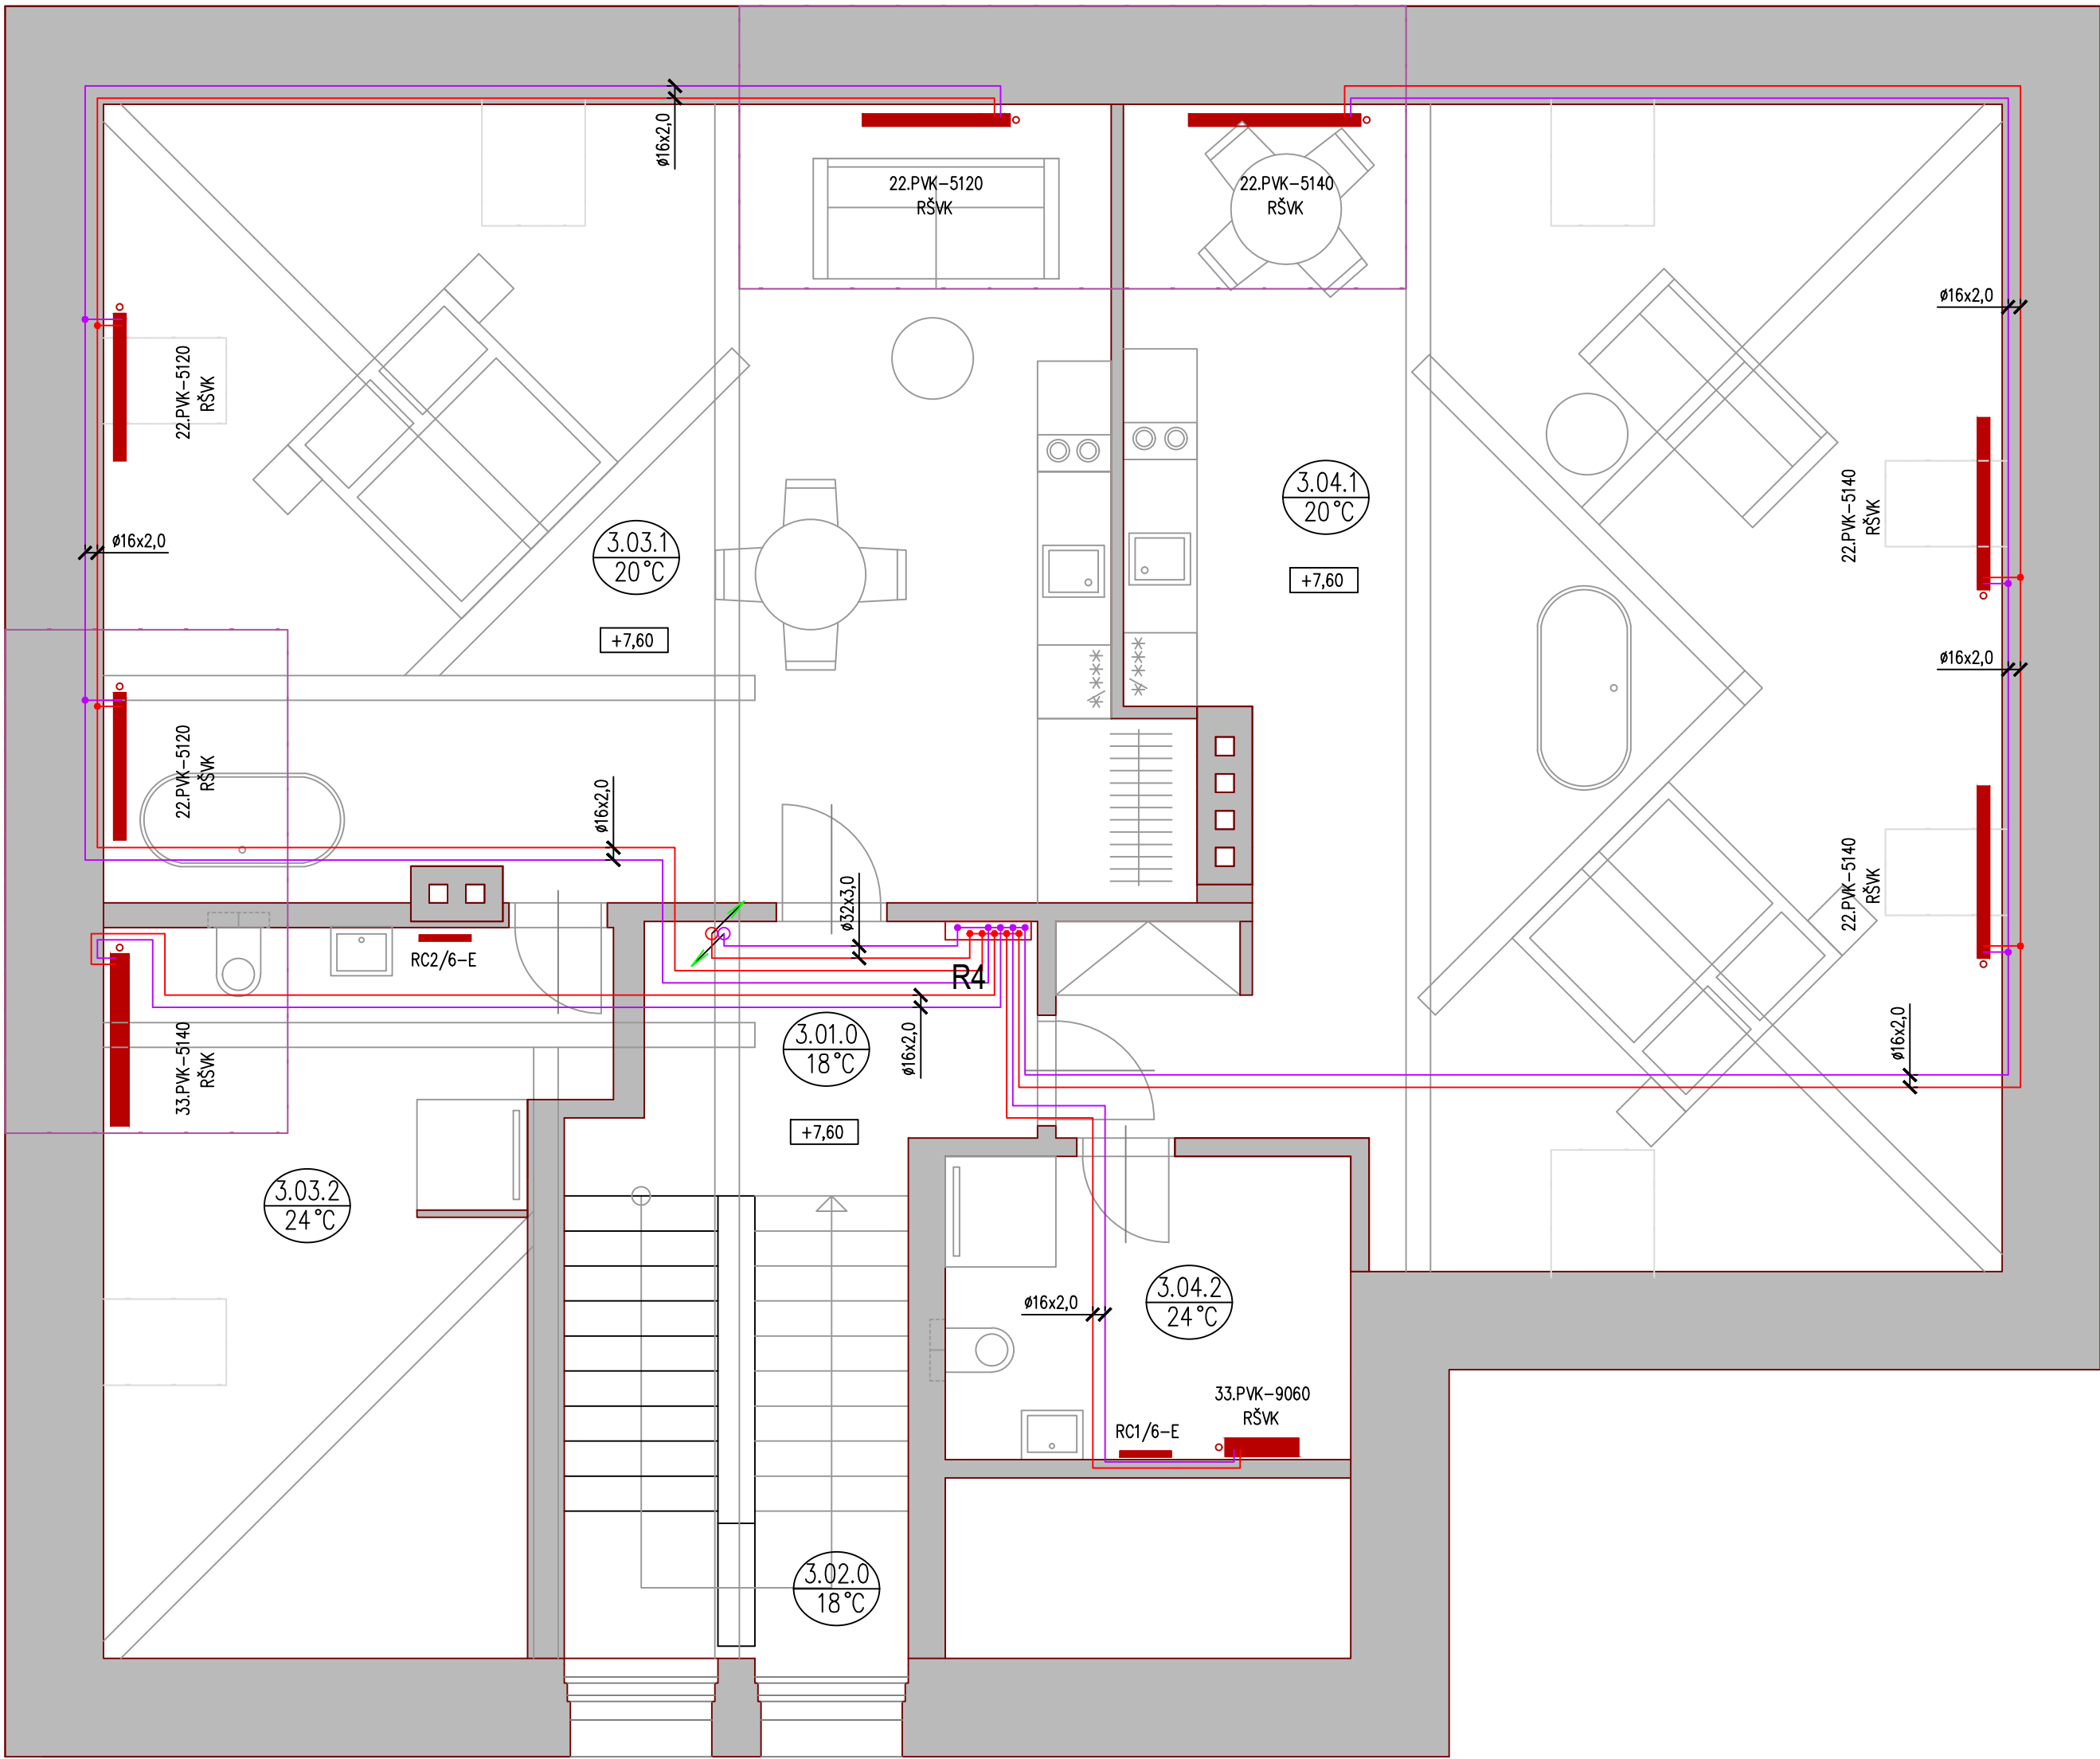 ø16x2,0
22.PVK-5120
RŠVK
22.PVK-5140
RŠVK
ø16x2,0
22.PVK-5120
RŠVK
22.PVK-5140
RŠVK
3.04.1
20°C
ø16x2,0
3.03.1
20°C
+7,60
+7,60
ø16x2,0
22.PVK-5120
RŠVK
ø16x2,0
ø32x3,0
22.PVK-5140
RŠVK
RC2/6-E
R4
33.PVK-5140
RŠVK
3.01.0
18°C
ø16x2,0
ø16x2,0
+7,60
3.03.2
24°C
3.04.2
24°C
ø16x2,0
33.PVK-9060
RŠVK
RC1/6-E
3.02.0
18°C